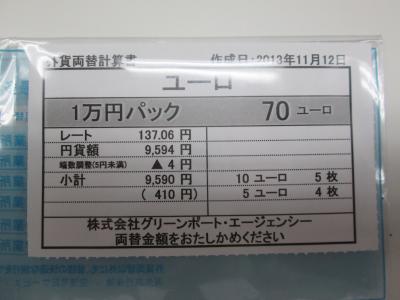 外貨両替計算書 作成日:2013年11月12日
ユーロ
1万円パック 70 ユーロ
レート 137.06 円
円貨額 9,594 円
端数調整(5円未満) ▲ 4 円
小計 9,590 円 10 ユーロ 5 枚
( 410 円) 5 ユーロ 4 枚
株式会社グリーンポート・エージェンシー
両替金額をおたしかめください